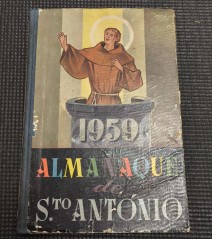 1959
ALMANAQUE
de
S.TO ANTÓNIO